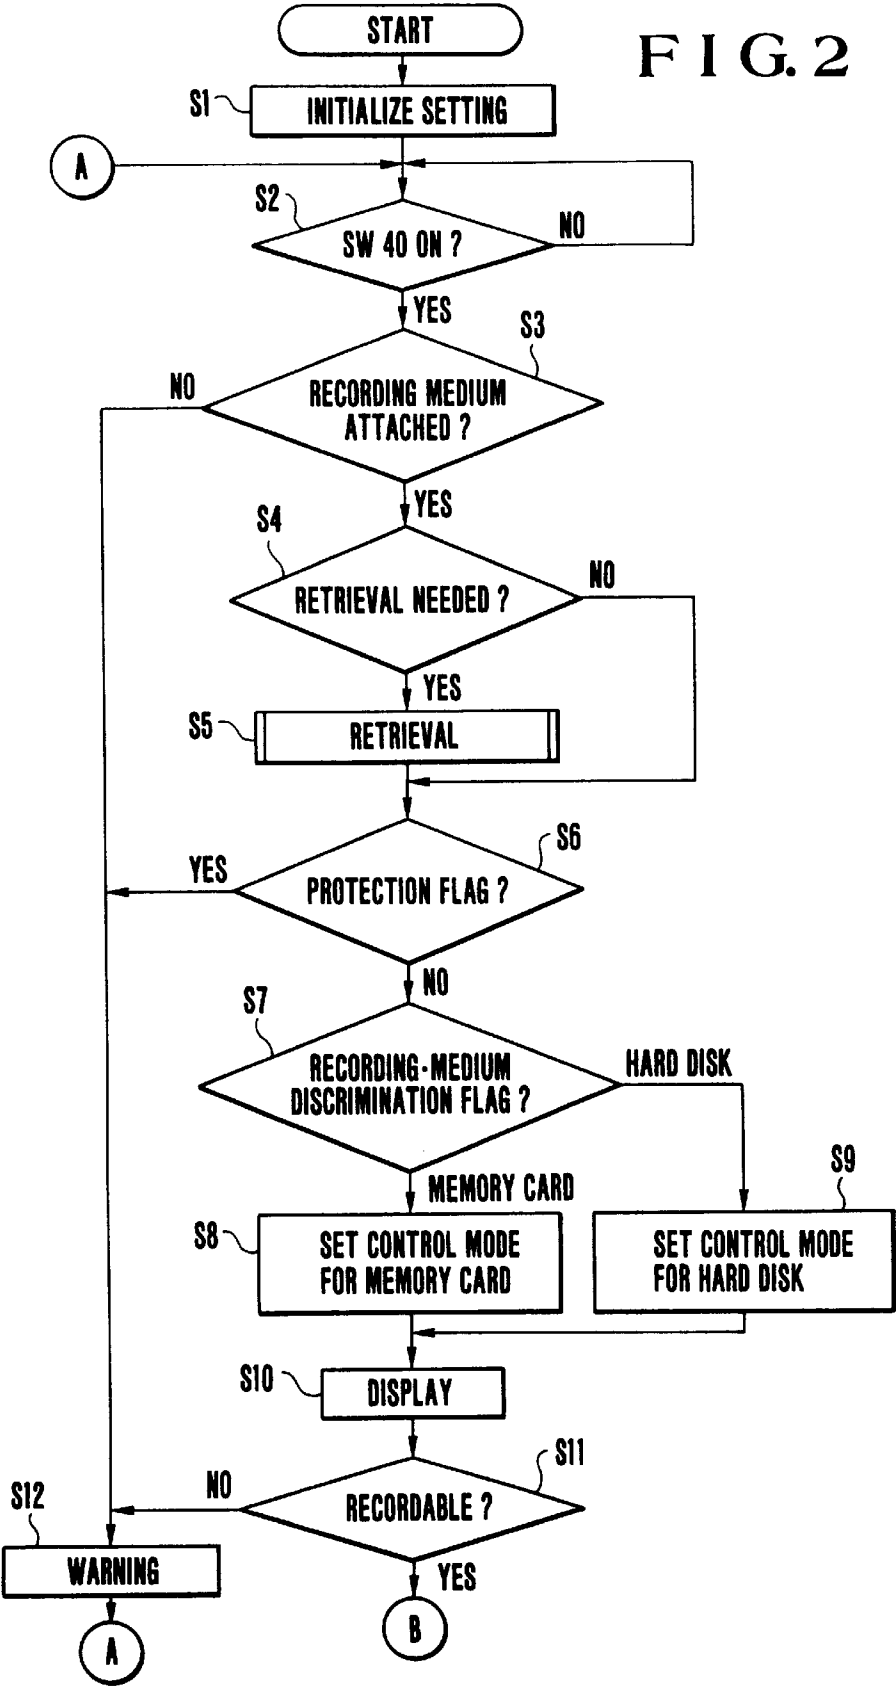 START
FIG.2
S1
INITIALIZE SETTING
A
S2
SW 40 ON ?
NO
YES
S3
NO
RECORDING MEDIUM
ATTACHED ?
YES
S4
NO
RETRIEVAL NEEDED ?
YES
S5
RETRIEVAL
S6
YES
PROTECTION FLAG ?
NO
S7
RECORDING-MEDIUM
DISCRIMINATION FLAG ?
HARD DISK
MEMORY CARD
S8
SET CONTROL MODE
FOR MEMORY CARD
S9
SET CONTROL MODE
FOR HARD DISK
S10
DISPLAY
S11
NO
RECORDABLE ?
S12
WARNING
YES
A
B